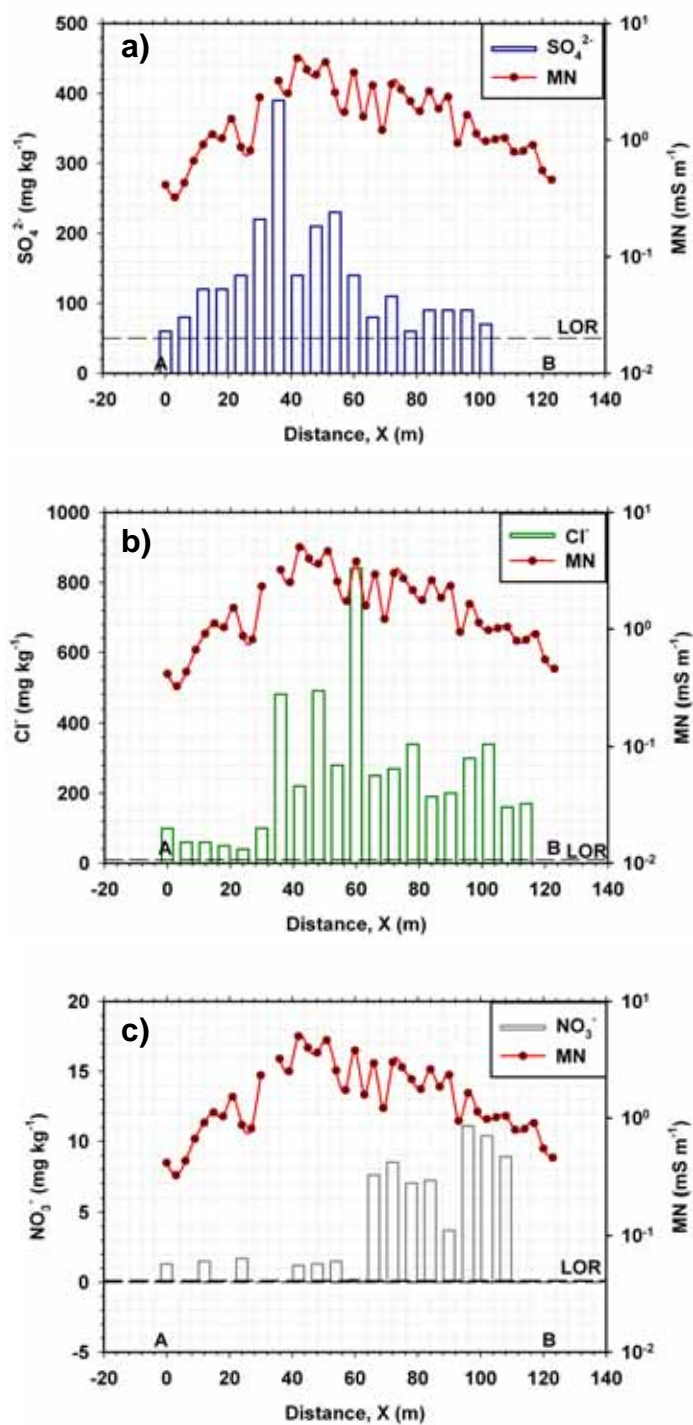 a)
SO₄²⁻
MN
500
400
300
200
100
0
SO₄²⁻ (mg kg⁻¹)
10¹
10⁰
10⁻¹
10⁻²
MN (mS m⁻¹)
LOR
A B
-20 0 20 40 60 80 100 120 140
Distance, X (m)
b)
Cl⁻
MN
1000
800
600
400
200
0
Cl⁻ (mg kg⁻¹)
10¹
10⁰
10⁻¹
10⁻²
MN (mS m⁻¹)
A B LOR
-20 0 20 40 60 80 100 120 140
Distance, X (m)
c)
NO₃⁻
MN
20
15
10
5
0
-5
NO₃⁻ (mg kg⁻¹)
10¹
10⁰
10⁻¹
10⁻²
MN (mS m⁻¹)
LOR
A B
-20 0 20 40 60 80 100 120 140
Distance, X (m)